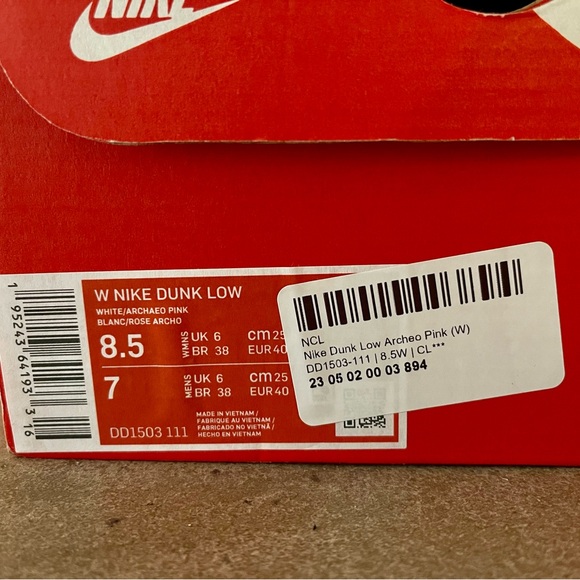 NIKE
W NIKE DUNK LOW
WHITE/ARCHAEO PINK
BLANC/ROSE ARCHO
8.5 WMNS UK 6 cm 25
BR 38 EUR 40
7 MENS UK 6 cm 25
BR 38 EUR 40
MADE IN VIETNAM /
FABRIQUE AU VIETNAM /
FABRICADO NO VIETNÃ /
HECHO EN VIETNAM
DD1503 111
1 95243 64193 3 16
NCL
Nike Dunk Low Archeo Pink (W)
DD1503-111 | 8.5W | CL***
23 05 02 00 03 894